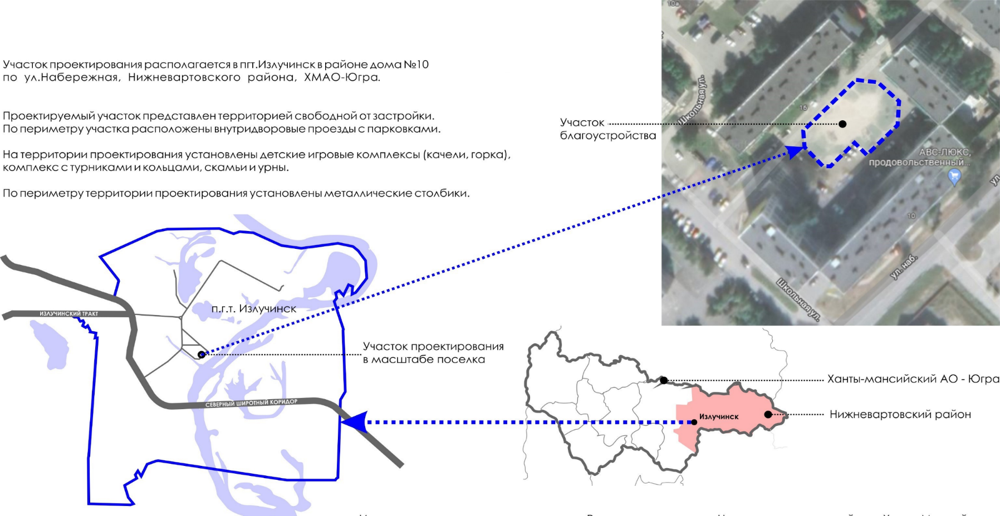 Участок проектирования располагается в пгт.Излучинск в районе дома №10
по ул.Набережная, Нижневартовского района, ХМАО-Югра.
Проектируемый участок представлен территорией свободной от застройки.
По периметру участка расположены внутридворовые проезды с парковками.
На территории проектирования установлены детские игровые комплексы (качели, горка),
комплекс с турниками и кольцами, скамьи и урны.
По периметру территории проектирования установлены металлические столбики.
10а
Школьная ул.
16
Участок
благоустройства
АВС-ЛЮКС,
продовольственный...
ул
10
ул. наб.
Школьная ул.
п.г.т. Излучинск
ИЗЛУЧИНСКИЙ ТРАКТ
Участок проектирования
в масштабе поселка
СЕВЕРНЫЙ ШИРОТНЫЙ КОРИДОР
Ханты-мансийский АО - Югра
Излучинск
Нижневартовский район